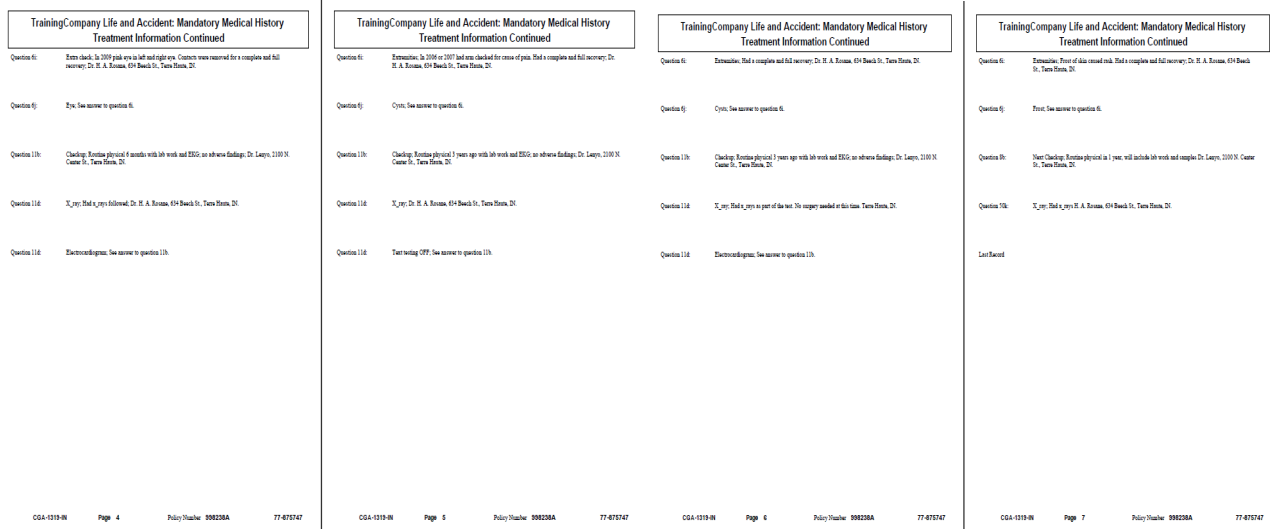 TrainingCompany Life and Accident: Mandatory Medical History
Treatment Information Continued
Question 6i: Extra check; In 2009 pink eye in left and right eye. Contacts were removed for a complete and full
recovery; Dr. H. A. Rosane, 634 Beech St., Terre Haute, IN.
Question 6j: Eye; See answer to question 6i.
Question 11b: Checkup; Routine physical 6 months with lab work and EKG; no adverse findings; Dr. Lenyo, 2100 N.
Center St., Terre Haute, IN.
Question 11d: X_ray; Had x_rays followed; Dr. H. A. Rosane, 634 Beech St., Terre Haute, IN.
Question 11d: Electrocardiogram; See answer to question 11b.
CGA-1319-IN Page 4 Policy Number 998238A 77-875747
TrainingCompany Life and Accident: Mandatory Medical History
Treatment Information Continued
Question 6i: Extremities; In 2006 or 2007 had arm checked for cause of pain. Had a complete and full recovery; Dr.
H. A. Rosane, 634 Beech St., Terre Haute, IN.
Question 6j: Cysts; See answer to question 6i.
Question 11b: Checkup; Routine physical 3 years ago with lab work and EKG; no adverse findings; Dr. Lenyo, 2100 N.
Center St., Terre Haute, IN.
Question 11d: X_ray; Dr. H. A. Rosane, 634 Beech St., Terre Haute, IN.
Question 11d: Text testing OFF; See answer to question 11b.
CGA-1319-IN Page 5 Policy Number 998238A 77-875747
TrainingCompany Life and Accident: Mandatory Medical History
Treatment Information Continued
Question 6i: Extremities; Had a complete and full recovery; Dr. H. A. Rosane, 634 Beech St., Terre Haute, IN.
Question 6j: Cysts; See answer to question 6i.
Question 11b: Checkup; Routine physical 3 years ago with lab work and EKG; no adverse findings; Dr. Lenyo, 2100 N.
Center St., Terre Haute, IN.
Question 11d: X_ray; Had x_rays as part of the test. No surgery needed at this time. Terre Haute, IN.
Question 11d: Electrocardiogram; See answer to question 11b.
CGA-1319-IN Page 6 Policy Number 998238A 77-875747
TrainingCompany Life and Accident: Mandatory Medical History
Treatment Information Continued
Question 6i: Extremities; Frost of skin caused rash. Had a complete and full recovery; Dr. H. A. Rosane, 634 Beech
St., Terre Haute, IN.
Question 6j: Frost; See answer to question 6i.
Question 8b: Next Checkup; Routine physical in 1 year, will include lab work and samples Dr. Lenyo, 2100 N. Center
St., Terre Haute, IN.
Question 50k: X_ray; Had x_rays H. A. Rosane, 634 Beech St., Terre Haute, IN.
Last Record
CGA-1319-IN Page 7 Policy Number 998238A 77-875747